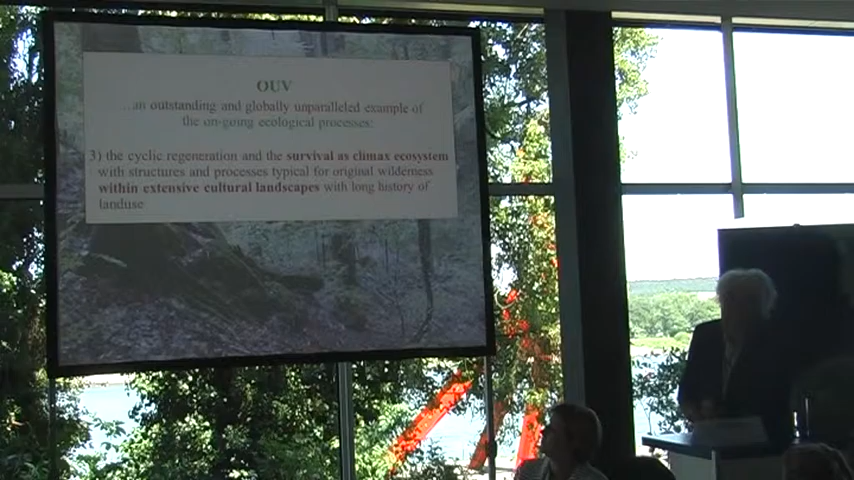 OUV
...an outstanding and globally unparalleled example of
the on-going ecological processes:
3) the cyclic regeneration and the survival as climax ecosystem
with structures and processes typical for original wilderness
within extensive cultural landscapes with long history of
landuse